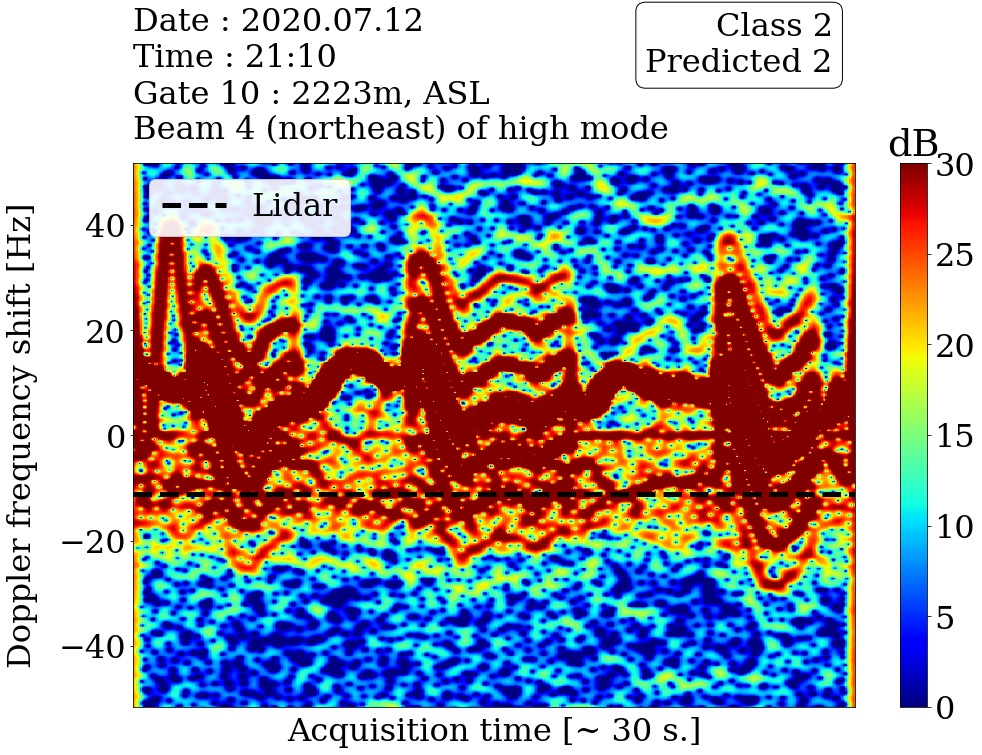 Date : 2020.07.12
Time : 21:10
Gate 10 : 2223m, ASL
Beam 4 (northeast) of high mode
Class 2
Predicted 2
dB
Lidar
Doppler frequency shift [Hz]
40
20
0
−20
−40
30
25
20
15
10
5
0
Acquisition time [~ 30 s.]